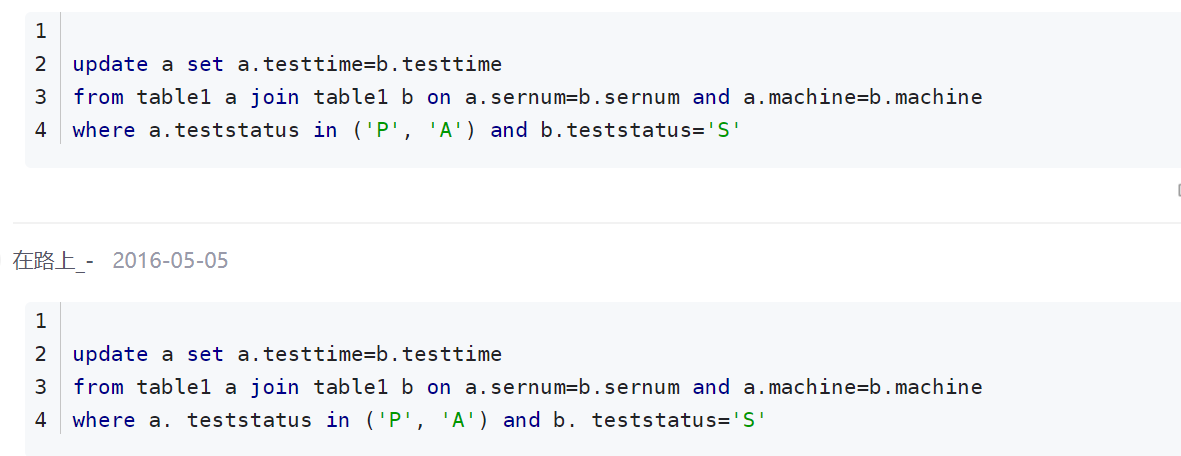 1
2 update a set a.testtime=b.testtime
3 from table1 a join table1 b on a.sernum=b.sernum and a.machine=b.machine
4 where a.teststatus in ('P', 'A') and b.teststatus='S'
在路上_- 2016-05-05
1
2 update a set a.testtime=b.testtime
3 from table1 a join table1 b on a.sernum=b.sernum and a.machine=b.machine
4 where a. teststatus in ('P', 'A') and b. teststatus='S'